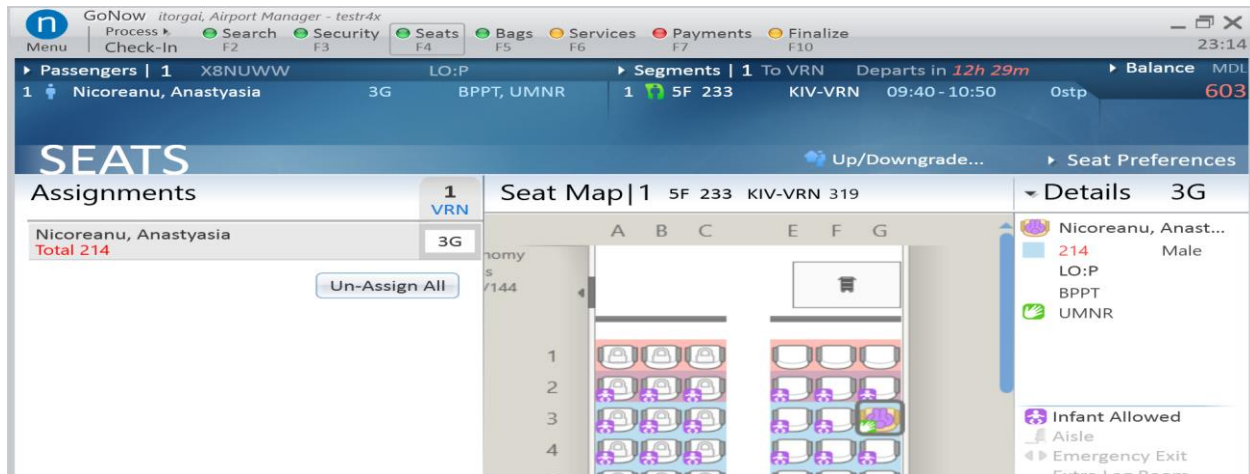 n GoNow itorgai, Airport Manager - testr4x
Menu Process Check-In Search F2 Security F3 Seats F4 Bags F5 Services F6 Payments F7 Finalize F10 23:14
Passengers | 1 X8NUWW LO:P Segments | 1 To VRN Departs in 12h 29m Balance MDL
1 Nicoreanu, Anastyasia 3G BPPT, UMNR 1 5F 233 KIV-VRN 09:40 - 10:50 0stp 603
SEATS Up/Downgrade... Seat Preferences
Assignments 1 VRN Seat Map|1 5F 233 KIV-VRN 319 Details 3G
Nicoreanu, Anastyasia 3G
Total 214
Un-Assign All
/144
A B C E F G
1
2
3
4
Nicoreanu, Anast...
214 Male
LO:P
BPPT
UMNR
Infant Allowed
Aisle
Emergency Exit